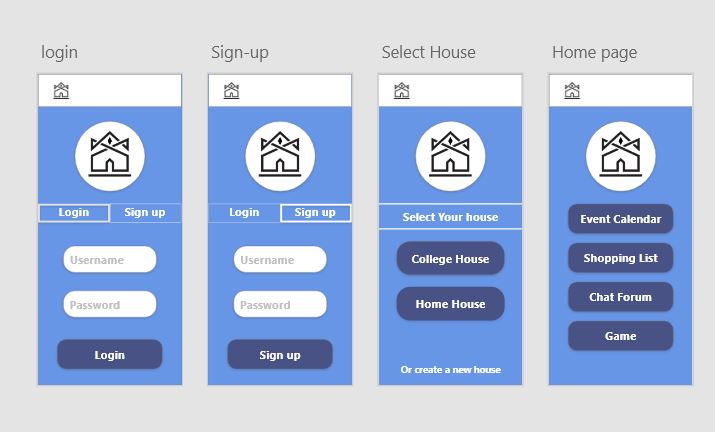 login
Sign-up
Select House
Home page
Login
Sign up
Username
Password
Login
Login
Sign up
Username
Password
Sign up
Select Your house
College House
Home House
Or create a new house
Event Calendar
Shopping List
Chat Forum
Game